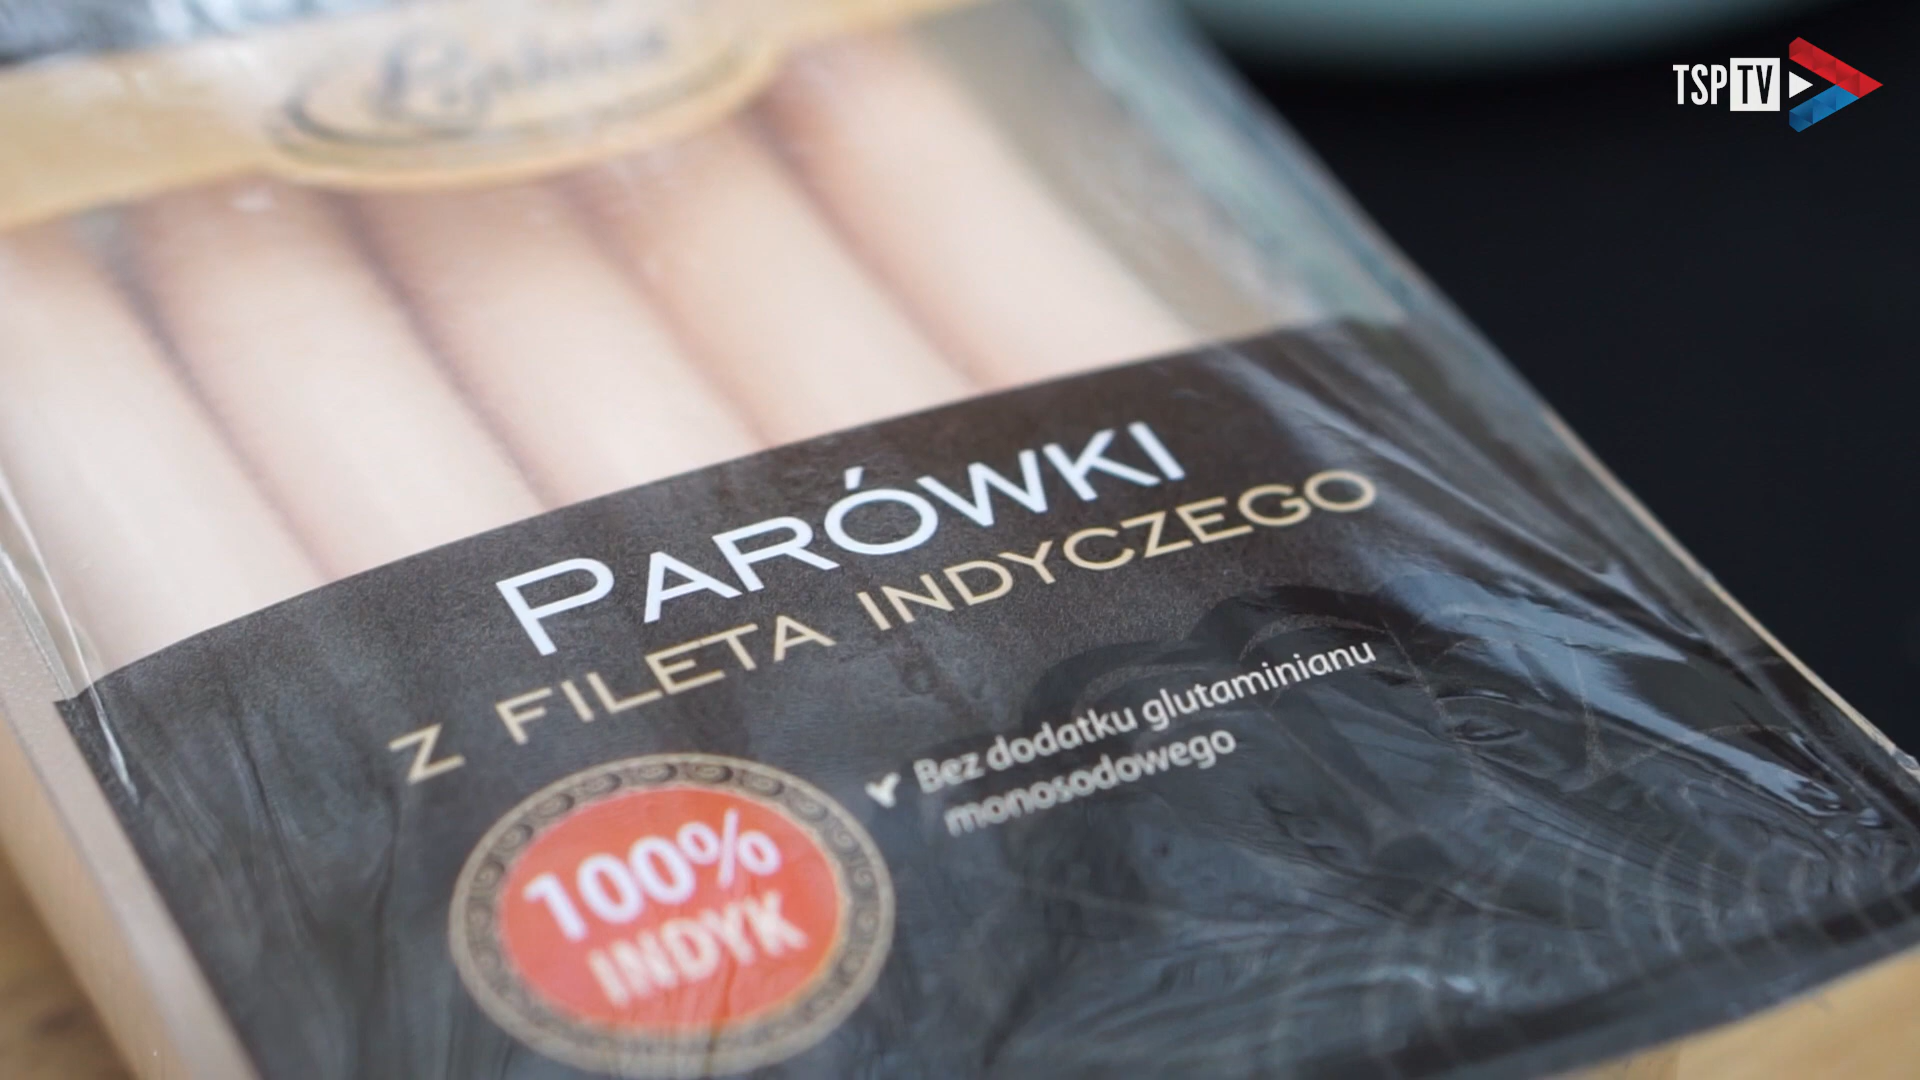 TSP TV
PARÓWKI
Z FILETA INDYCZEGO
Bez dodatku glutaminianu
monosodowego
100%
INDYK